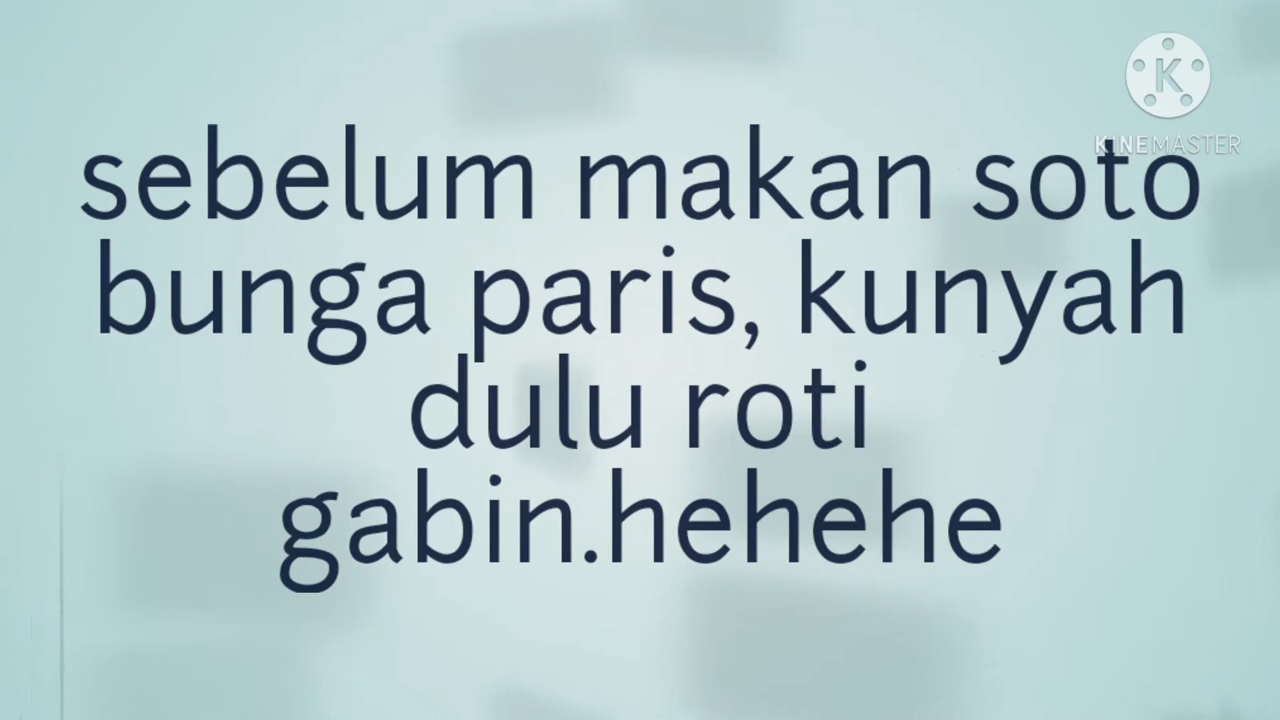 KINEMASTER
sebelum makan soto
bunga paris, kunyah
dulu roti
gabin.hehehe